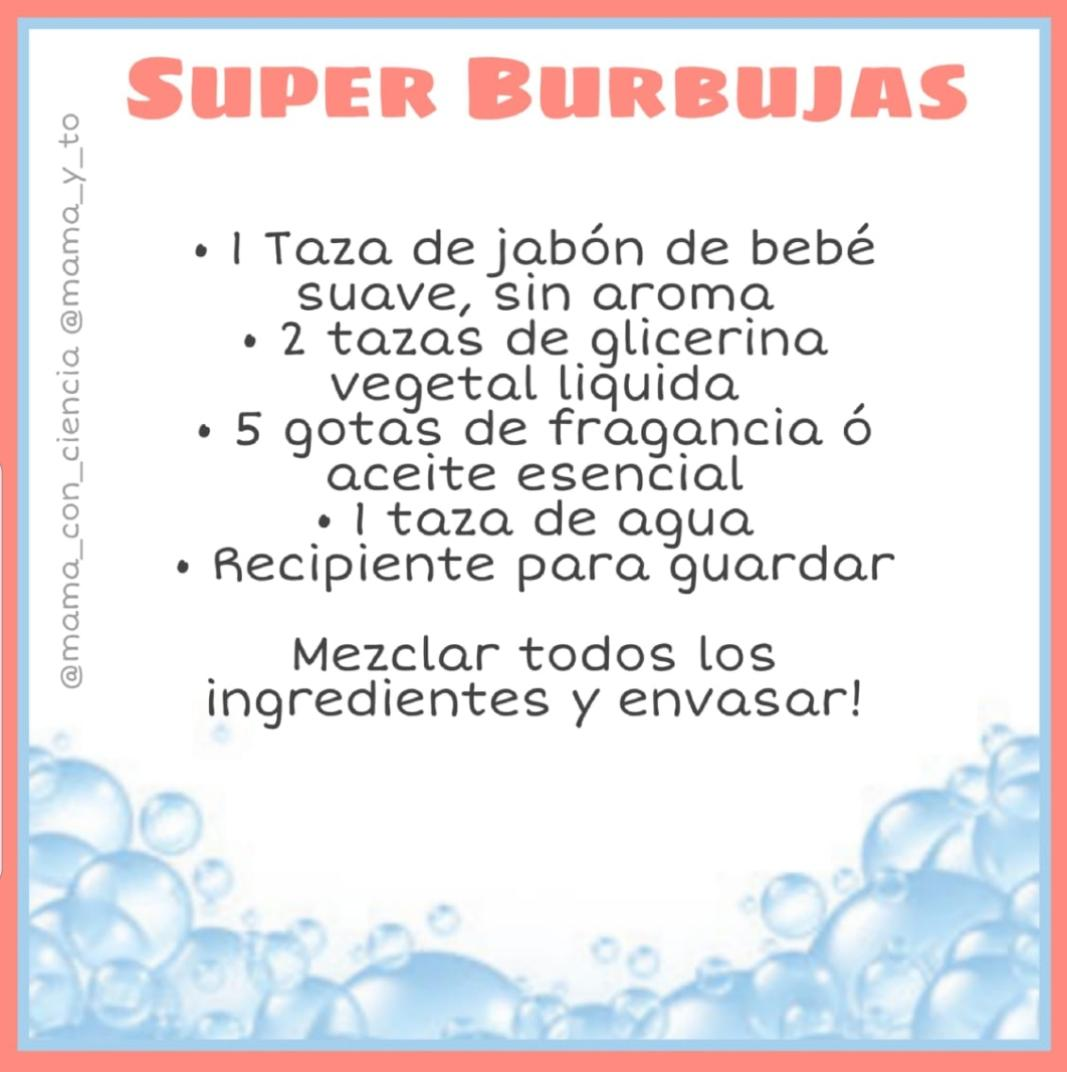 Super Burbujas
@mama_con_ciencia @mama_y_to
• 1 Taza de jabón de bebé
suave, sin aroma
• 2 tazas de glicerina
vegetal liquida
• 5 gotas de fragancia ó
aceite esencial
• 1 taza de agua
• Recipiente para guardar
Mezclar todos los
ingredientes y envasar!